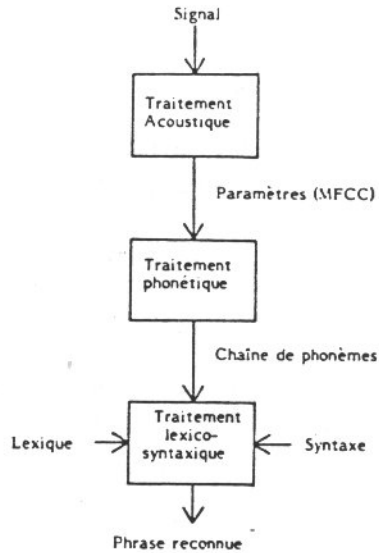 Signal
Traitement
Acoustique
Paramètres (MFCC)
Traitement
phonétique
Chaîne de phonèmes
Traitement
lexico-
syntaxique
Lexique
Syntaxe
Phrase reconnue